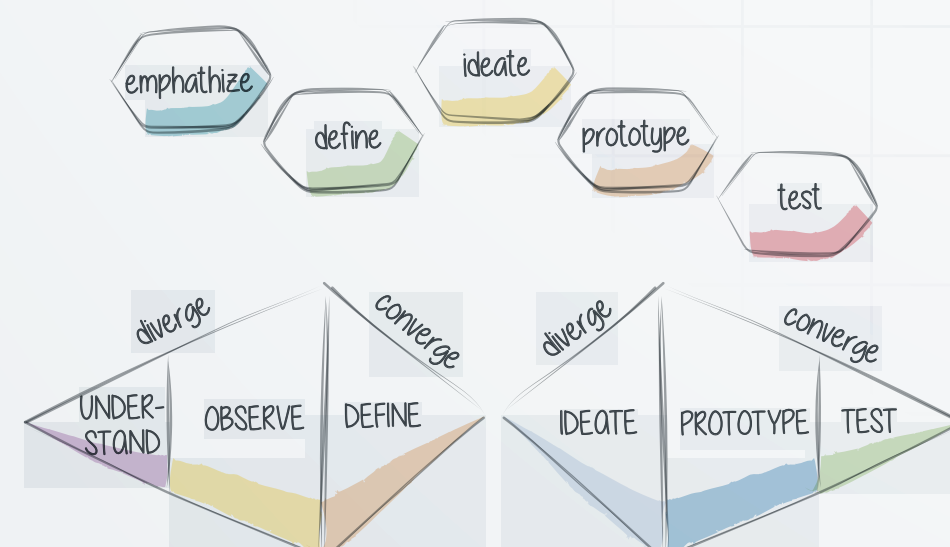 emphathize
define
ideate
prototype
test
diverge
converge
diverge
converge
UNDER-
STAND
OBSERVE
DEFINE
IDEATE
PROTOTYPE
TEST